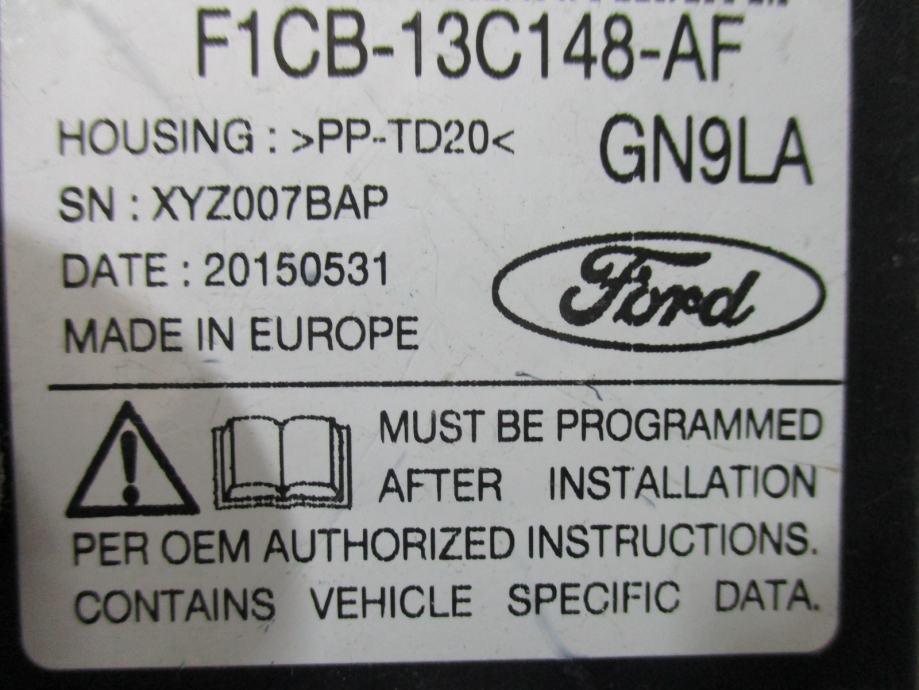 F1CB-13C148-AF
HOUSING : >PP-TD20<
GN9LA
SN : XYZ007BAP
DATE : 20150531
Ford
MADE IN EUROPE
MUST BE PROGRAMMED
AFTER INSTALLATION
PER OEM AUTHORIZED INSTRUCTIONS.
CONTAINS VEHICLE SPECIFIC DATA.